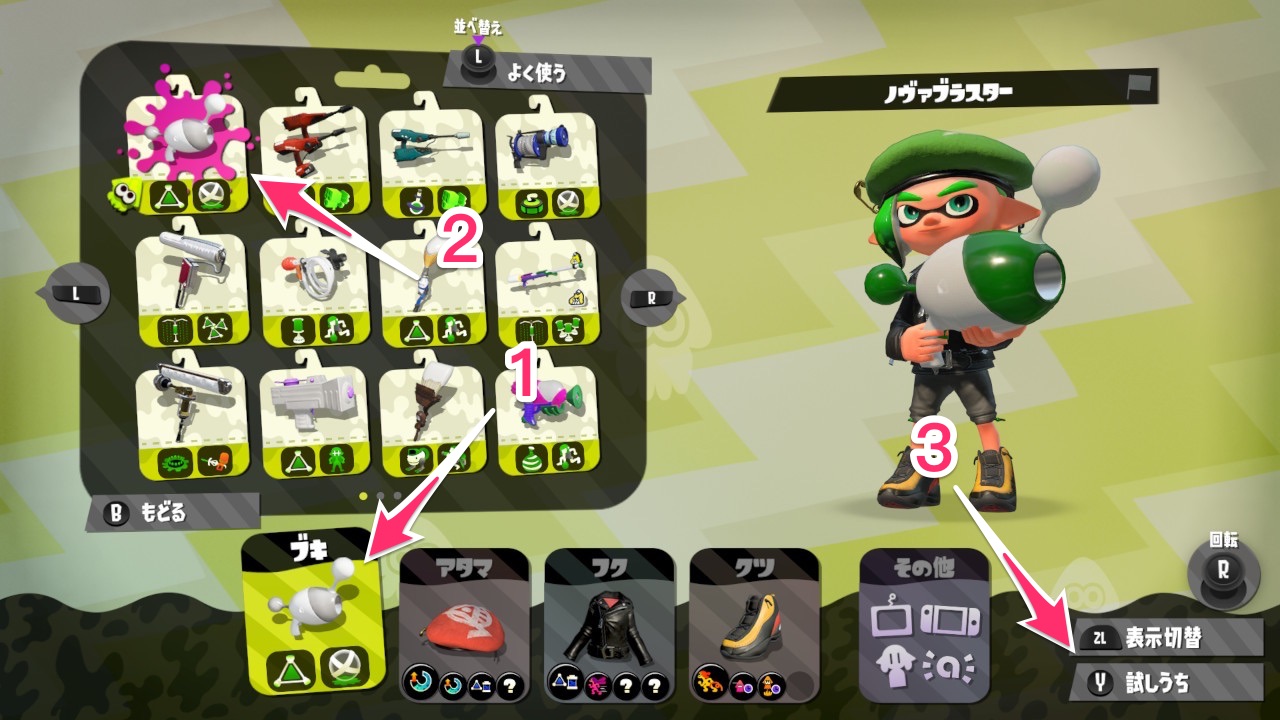 並べ替え
L よく使う
ノヴァブラスター
L
R
2
1
3
B もどる
ブキ
アタマ
フク
クツ
その他
?
? ?
回転
R
ZL 表示切替
Y 試しうち